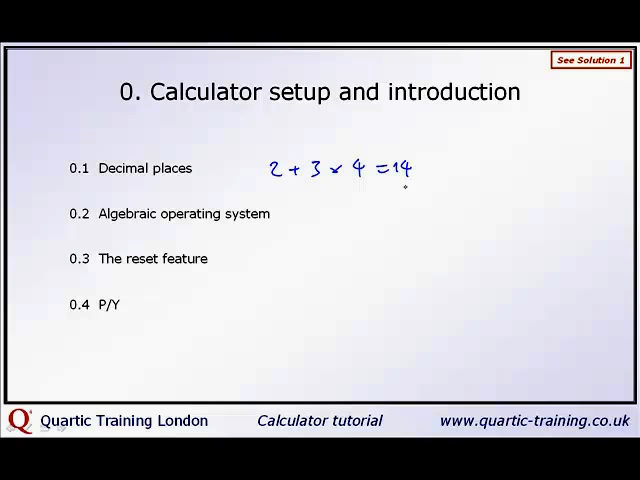 See Solution 1
0. Calculator setup and introduction
0.1 Decimal places 2 + 3 × 4 = 14
0.2 Algebraic operating system
0.3 The reset feature
0.4 P/Y
Q Quartic Training London Calculator tutorial www.quartic-training.co.uk